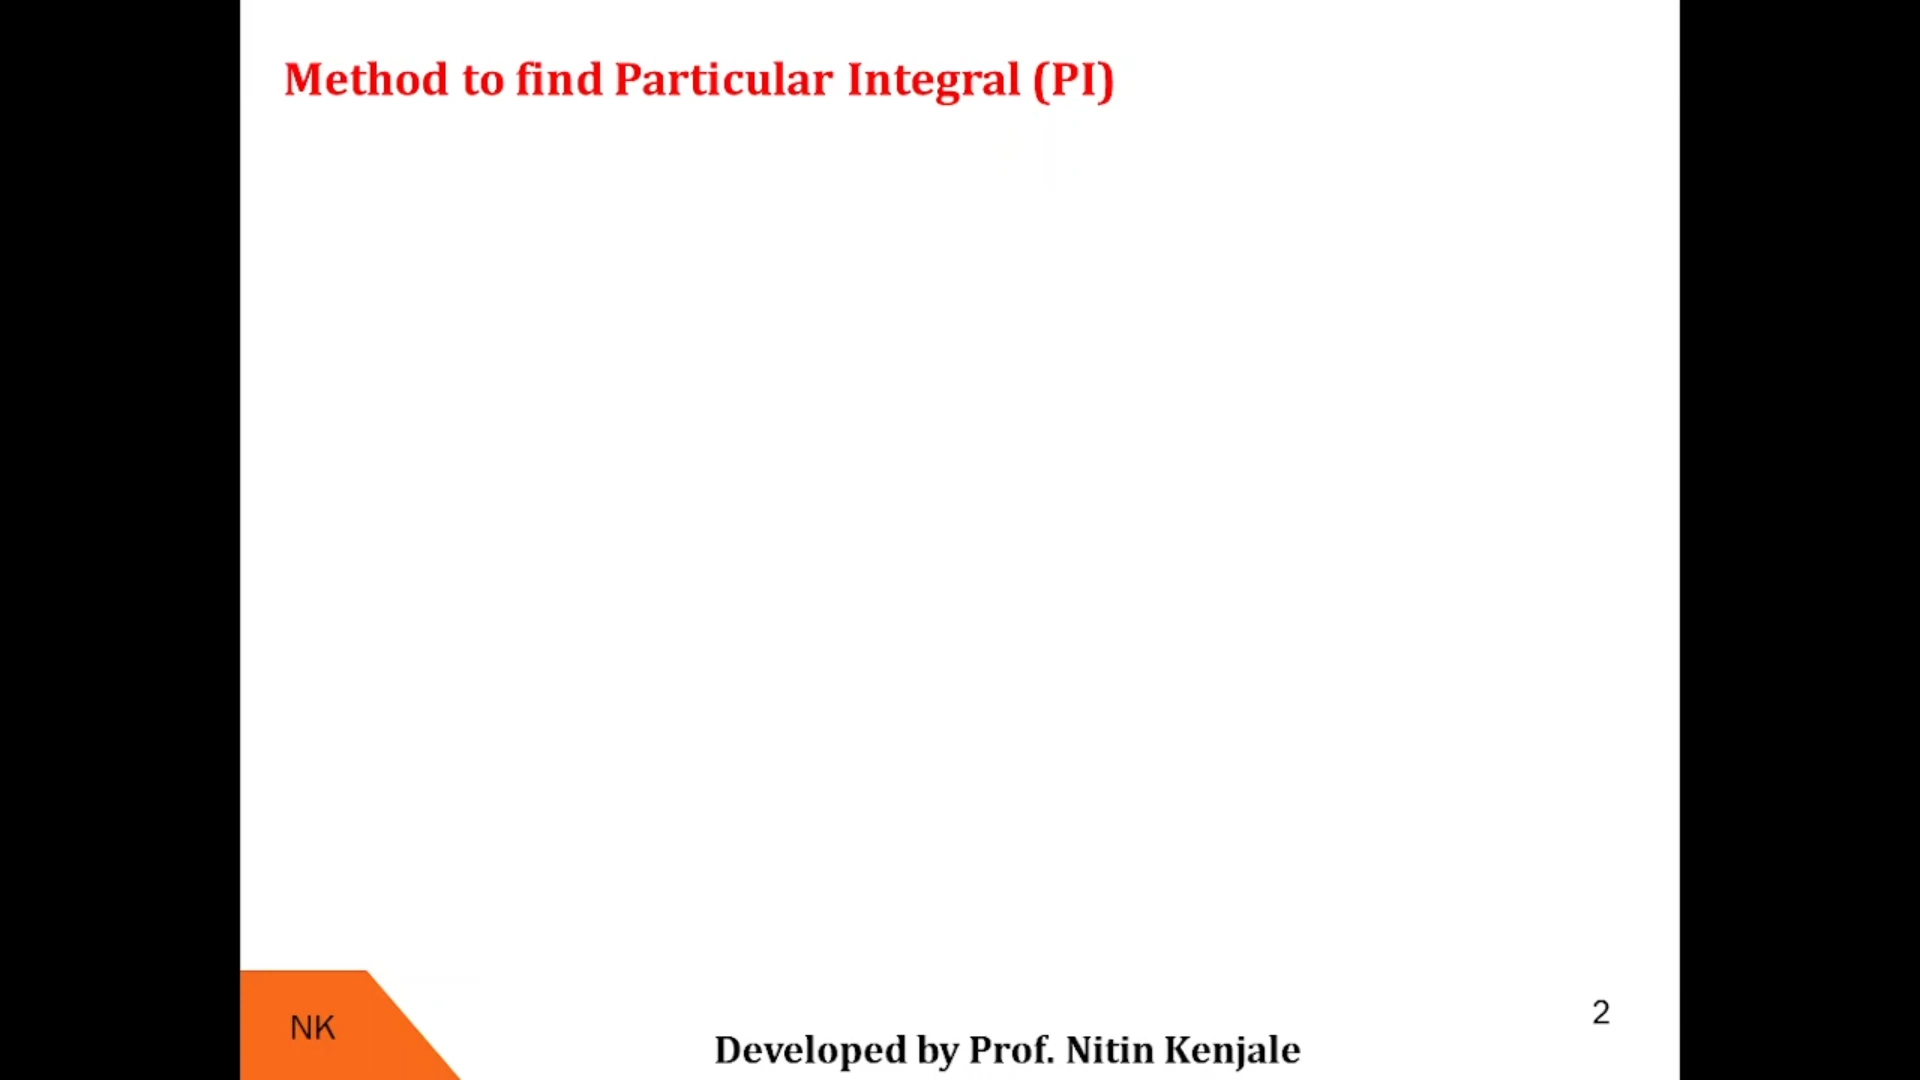 Method to find Particular Integral (PI)
NK
2
Developed by Prof. Nitin Kenjale